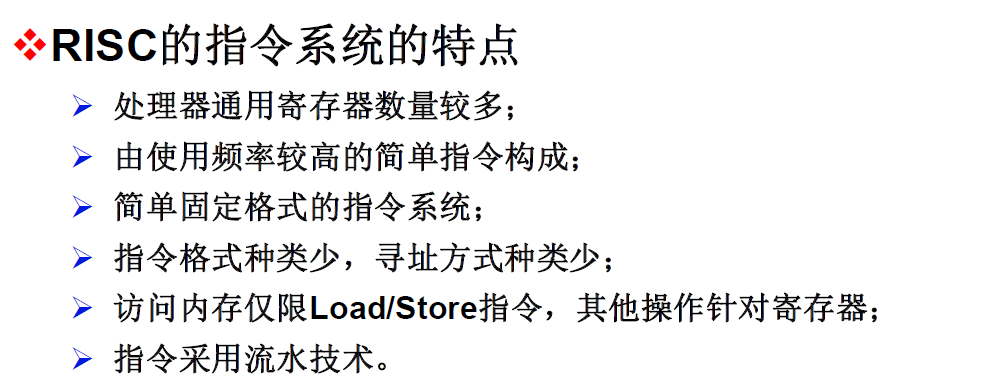 RISC的指令系统的特点
处理器通用寄存器数量较多；
由使用频率较高的简单指令构成；
简单固定格式的指令系统；
指令格式种类少，寻址方式种类少；
访问内存仅限Load/Store指令，其他操作针对寄存器；
指令采用流水技术。